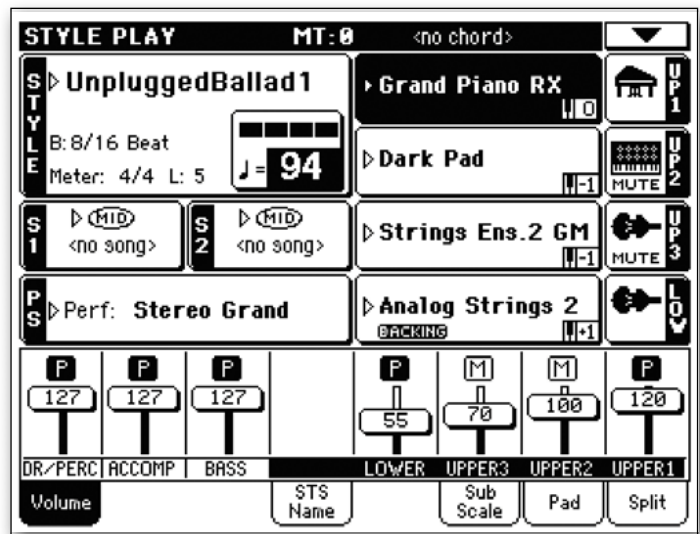 STYLE PLAY MT:0 <no chord>
STYLE
UnpluggedBallad1
B: 8/16 Beat
Meter: 4/4 L: 5
♩= 94
Grand Piano RX
0
UP1
Dark Pad
-1
MUTE
UP2
S1
MID
<no song>
S2
MID
<no song>
Strings Ens.2 GM
-1
MUTE
UP3
PS
Perf: Stereo Grand
Analog Strings 2
BACKING
+1
LOW
P P P P M M P
127 127 127 55 70 100 120
DR/PERC ACCOMP BASS LOWER UPPER3 UPPER2 UPPER1
Volume
STS Name
Sub Scale
Pad
Split